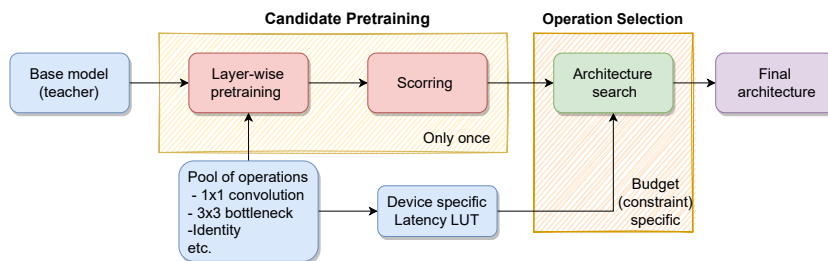 Candidate Pretraining
Operation Selection
Base model
(teacher)
Layer-wise
pretraining
Scorring
Architecture
search
Final
architecture
Only once
Pool of operations
- 1x1 convolution
- 3x3 bottleneck
-Identity
etc.
Device specific
Latency LUT
Budget
(constraint)
specific